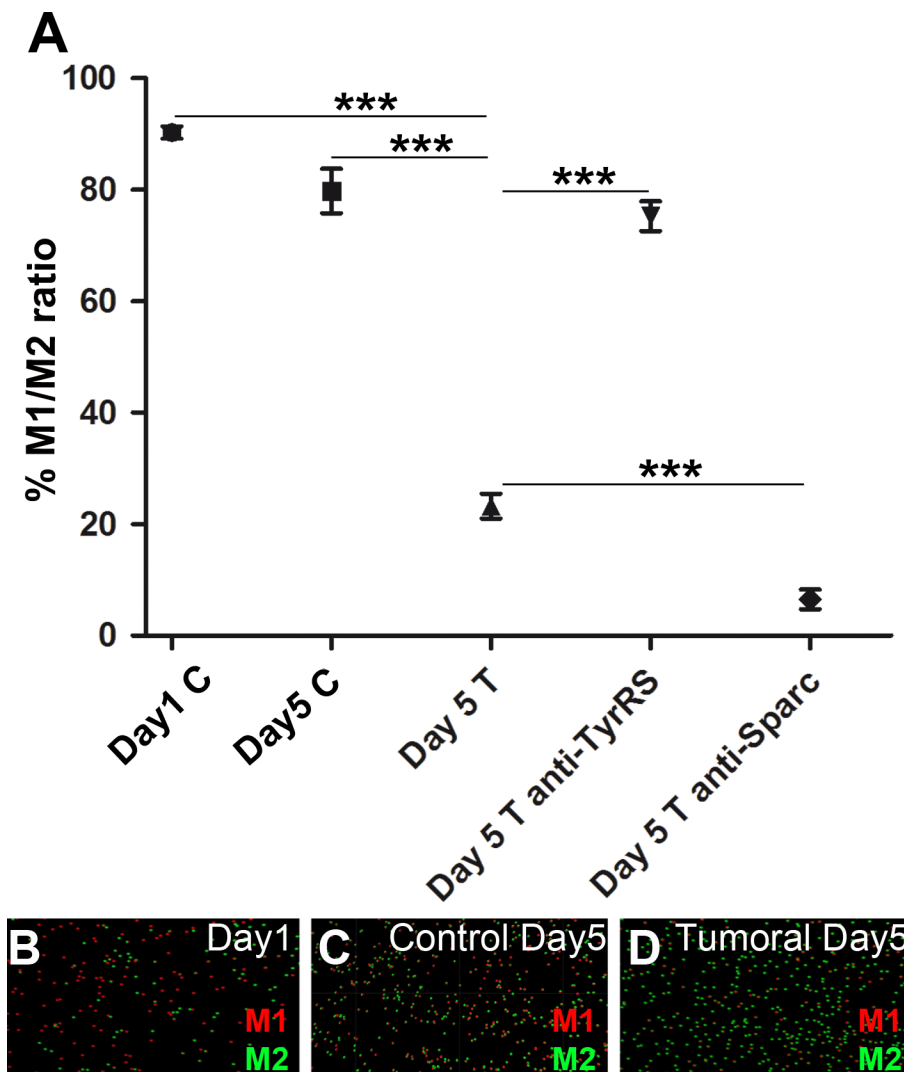 A
% M1/M2 ratio
100
80
60
40
20
0
***
***
***
***
Day1 C
Day5 C
Day 5 T
Day 5 T anti-TyrRS
Day 5 T anti-Sparc
B Day1
M1
M2
C Control Day5
M1
M2
D Tumoral Day5
M1
M2